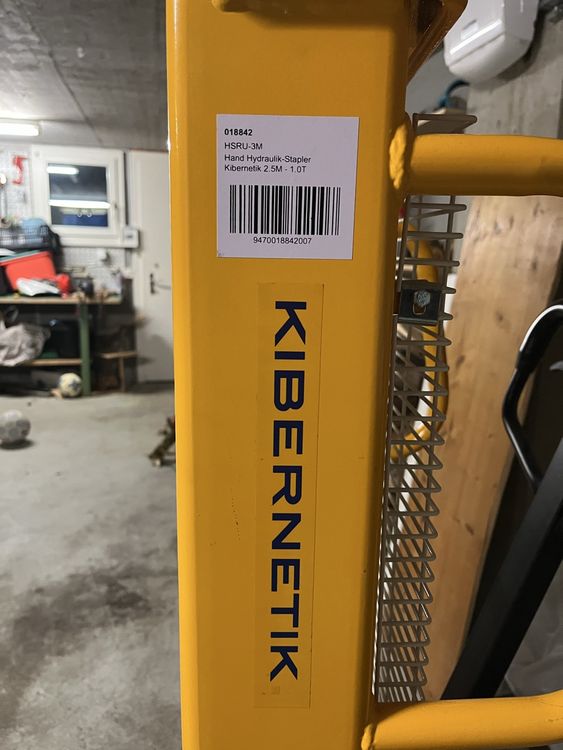 018842
HSRU-3M
Hand Hydraulik-Stapler
Kibernetik 2.5M - 1.0T
9470018842007
KIBERNETIK